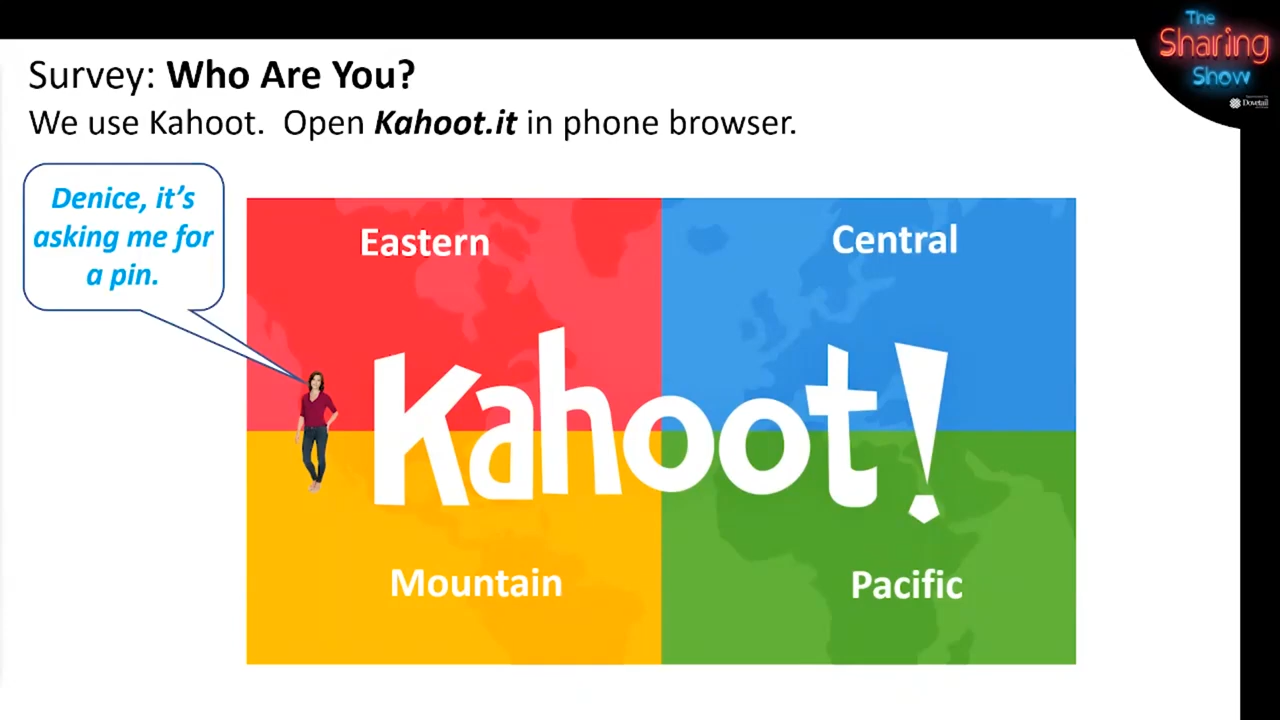 The
Sharing
Show
Dovetail
Survey: Who Are You?
We use Kahoot.  Open Kahoot.it in phone browser.
Denice, it's
asking me for
a pin.
Eastern
Central
Kahoot!
Mountain
Pacific